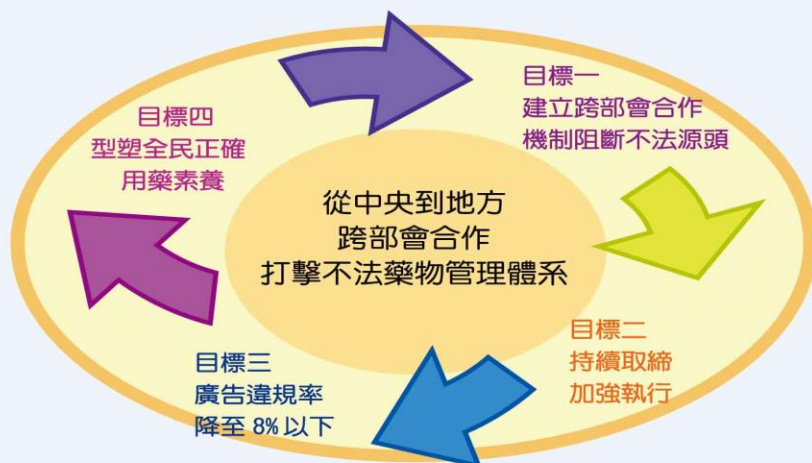 目標一
建立跨部會合作
機制阻斷不法源頭
目標二
持續取締
加強執行
目標三
廣告違規率
降至 8% 以下
目標四
型塑全民正確
用藥素養
從中央到地方
跨部會合作
打擊不法藥物管理體系